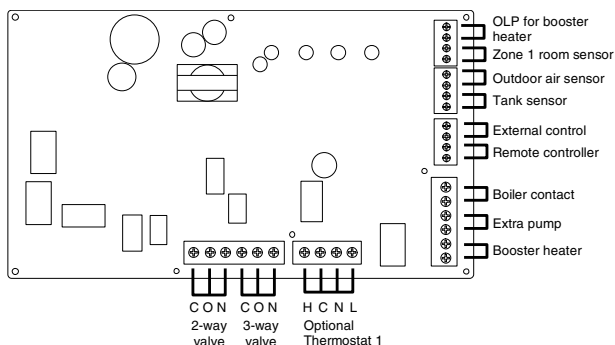 OLP for booster
heater
Zone 1 room sensor
Outdoor air sensor
Tank sensor
External control
Remote controller
Boiler contact
Extra pump
Booster heater
C O N C O N H C N L
2-way 3-way Optional
valve valve Thermostat 1